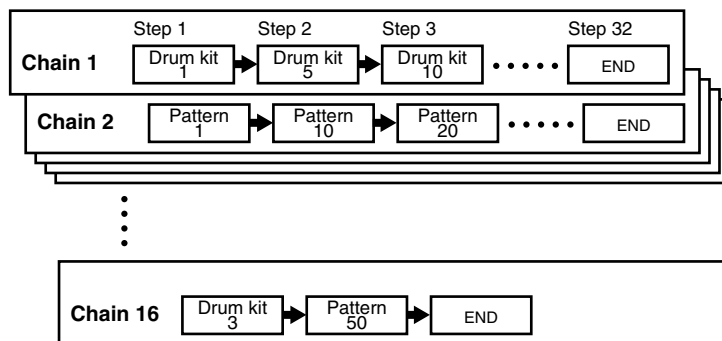 Step 1 Step 2 Step 3 Step 32
Chain 1 Drum kit 1 Drum kit 5 Drum kit 10 END
Chain 2 Pattern 1 Pattern 10 Pattern 20 END
Chain 16 Drum kit 3 Pattern 50 END